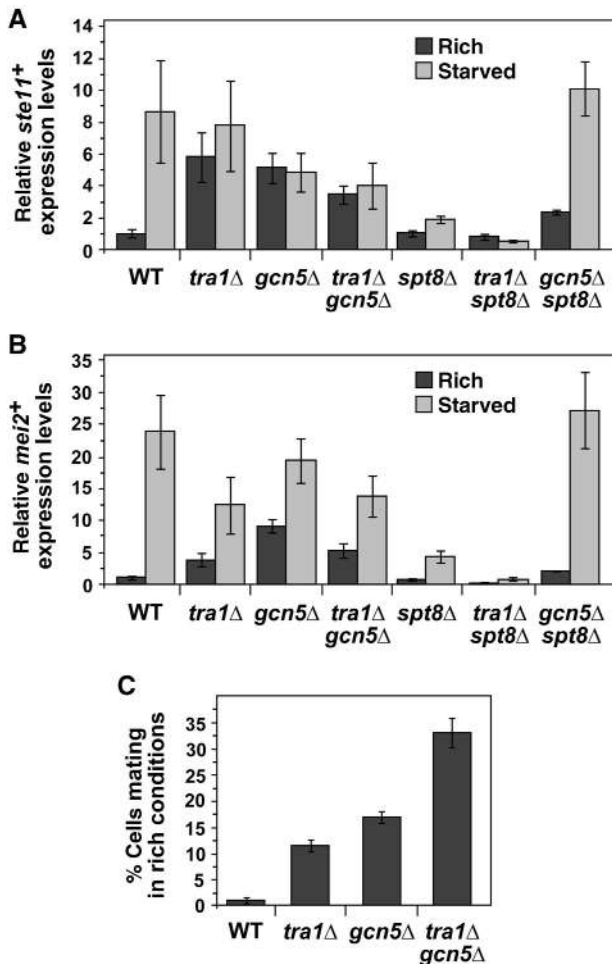 A
Relative ste11+
expression levels
14
12
10
8
6
4
2
0
Rich
Starved
WT tra1Δ gcn5Δ tra1Δ spt8Δ tra1Δ gcn5Δ
gcn5Δ spt8Δ spt8Δ
B
Relative mei2+
expression levels
35
30
25
20
15
10
5
0
Rich
Starved
WT tra1Δ gcn5Δ tra1Δ spt8Δ tra1Δ gcn5Δ
gcn5Δ spt8Δ spt8Δ
C
% Cells mating
in rich conditions
35
30
25
20
15
10
5
0
WT tra1Δ gcn5Δ tra1Δ
gcn5Δ